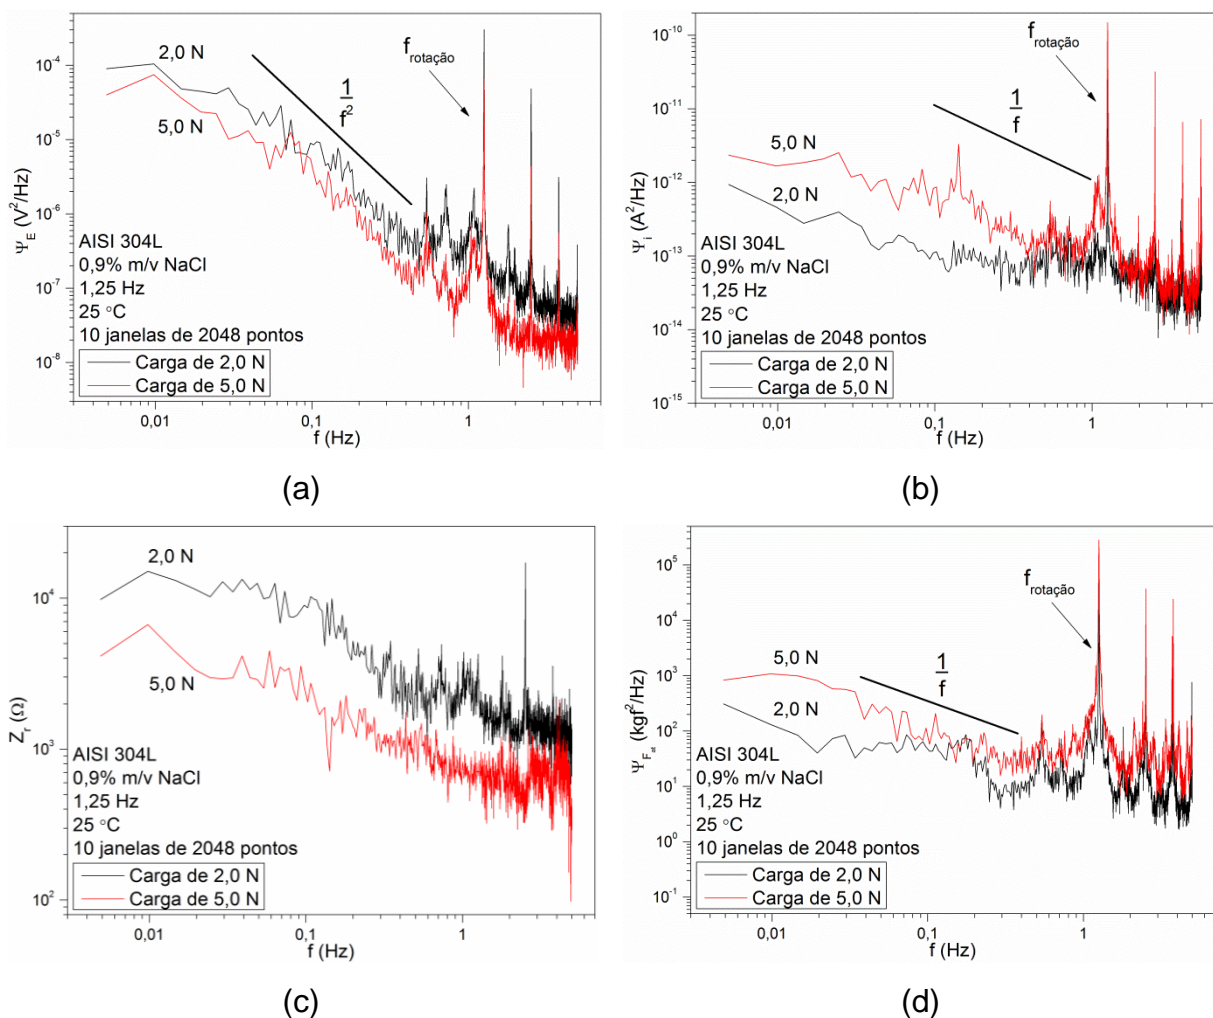 Ψ_E (V²/Hz)
10⁻⁴
10⁻⁵
10⁻⁶
10⁻⁷
10⁻⁸
2,0 N
5,0 N
1/f²
f_rotação
AISI 304L
0,9% m/v NaCl
1,25 Hz
25 °C
10 janelas de 2048 pontos
Carga de 2,0 N
Carga de 5,0 N
0,01 0,1 1
f (Hz)
(a)
Ψ_i (A²/Hz)
10⁻¹⁰
10⁻¹¹
10⁻¹²
10⁻¹³
10⁻¹⁴
10⁻¹⁵
5,0 N
2,0 N
1/f
f_rotação
AISI 304L
0,9% m/v NaCl
1,25 Hz
25 °C
10 janelas de 2048 pontos
Carga de 2,0 N
Carga de 5,0 N
0,01 0,1 1
f (Hz)
(b)
Z_r (Ω)
10⁴
10³
10²
2,0 N
5,0 N
AISI 304L
0,9% m/v NaCl
1,25 Hz
25 °C
10 janelas de 2048 pontos
Carga de 2,0 N
Carga de 5,0 N
0,01 0,1 1
f (Hz)
(c)
Ψ_F (kgf²/Hz)
10⁵
10⁴
10³
10²
10¹
10⁰
10⁻¹
5,0 N
2,0 N
1/f
f_rotação
AISI 304L
0,9% m/v NaCl
1,25 Hz
25 °C
10 janelas de 2048 pontos
Carga de 2,0 N
Carga de 5,0 N
0,01 0,1 1
f (Hz)
(d)